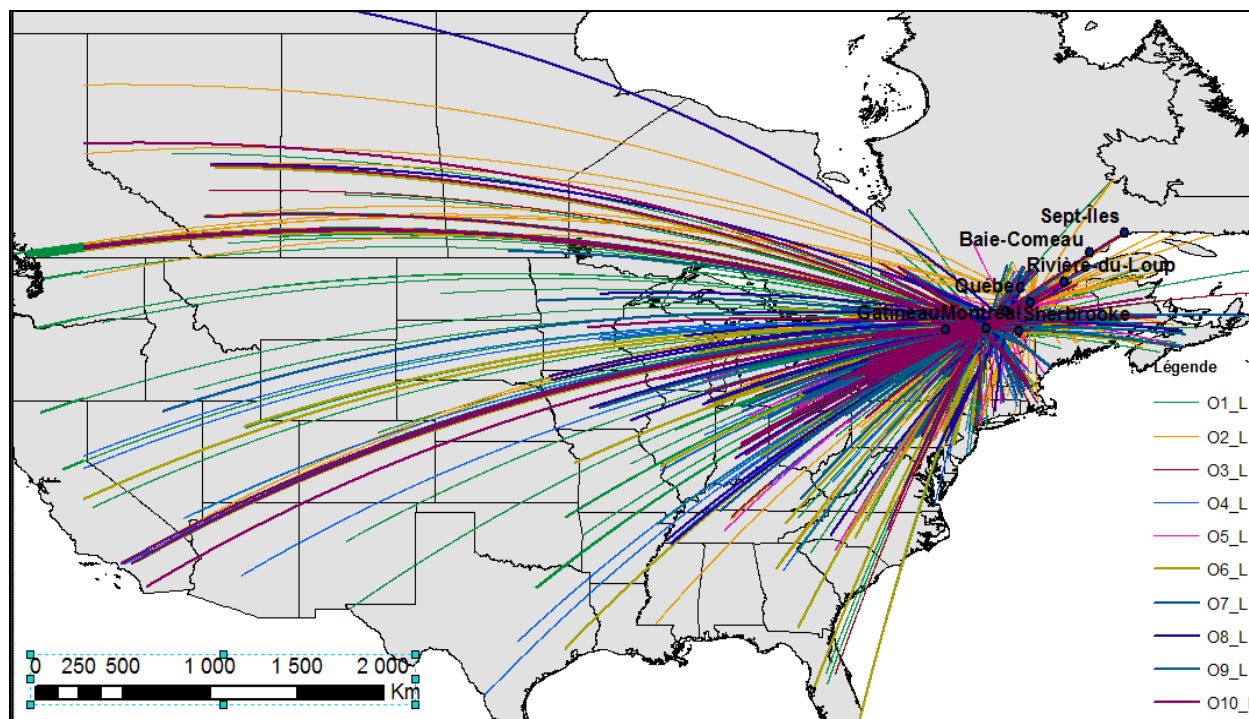 Sept-Iles
Baie-Comeau
Rivière-du-Loup
Québec
Gatineau Montréal Sherbrooke
Légende
O1_L
O2_L
O3_L
O4_L
O5_L
O6_L
O7_L
O8_L
O9_L
O10_
0 250 500 1 000 1 500 2 000
Km